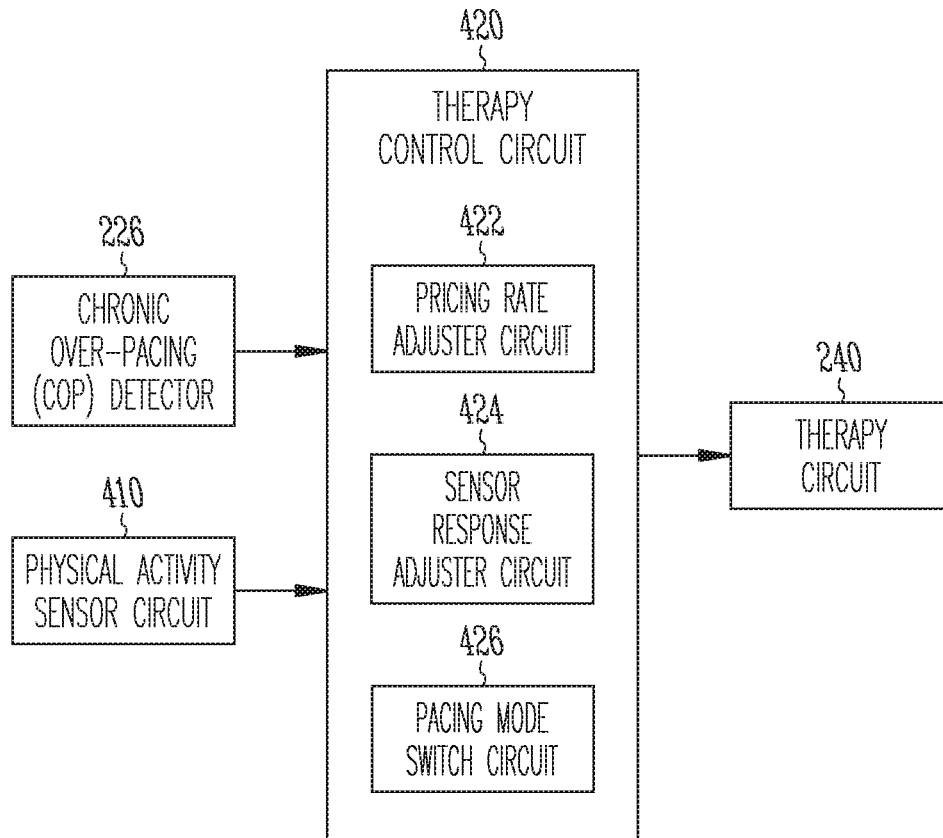 420
THERAPY
CONTROL CIRCUIT
226
CHRONIC
OVER-PACING
(COP) DETECTOR
410
PHYSICAL ACTIVITY
SENSOR CIRCUIT
422
PRICING RATE
ADJUSTER CIRCUIT
424
SENSOR
RESPONSE
ADJUSTER CIRCUIT
426
PACING MODE
SWITCH CIRCUIT
240
THERAPY
CIRCUIT